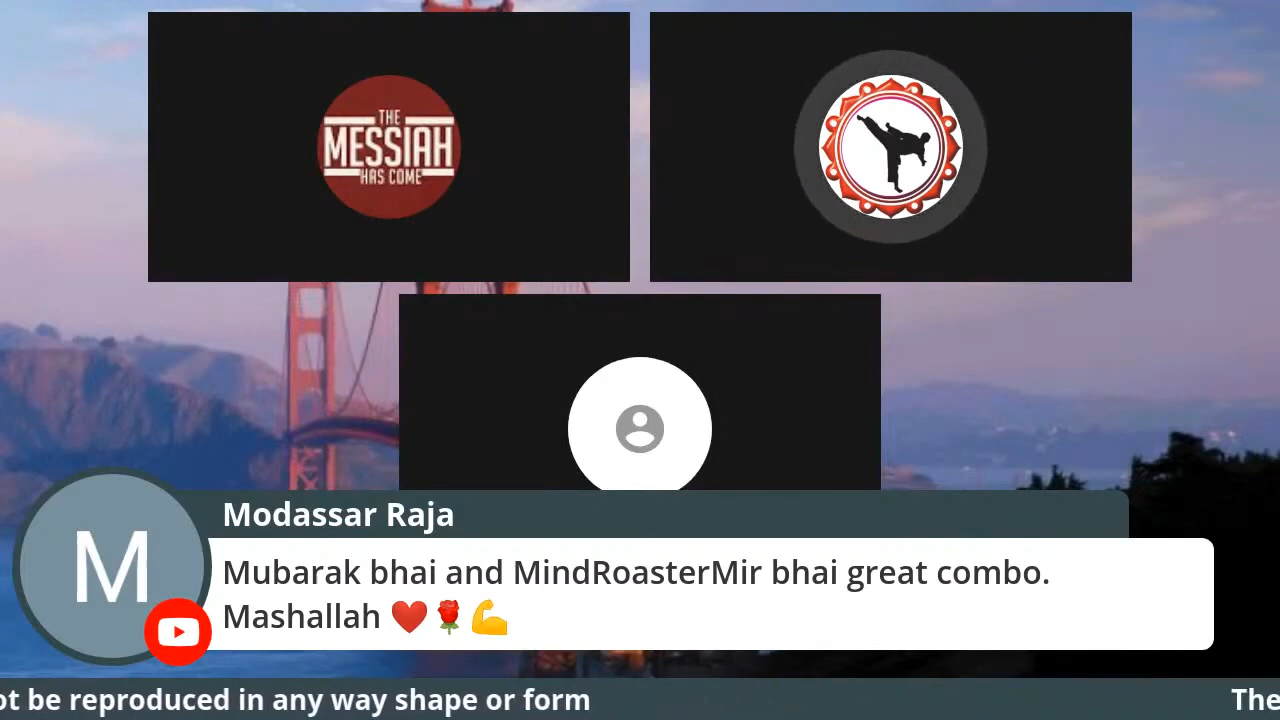 THE
MESSIAH
HAS COME
M
Modassar Raja
Mubarak bhai and MindRoasterMir bhai great combo.
Mashallah ❤️🌹💪
ot be reproduced in any way shape or form
The